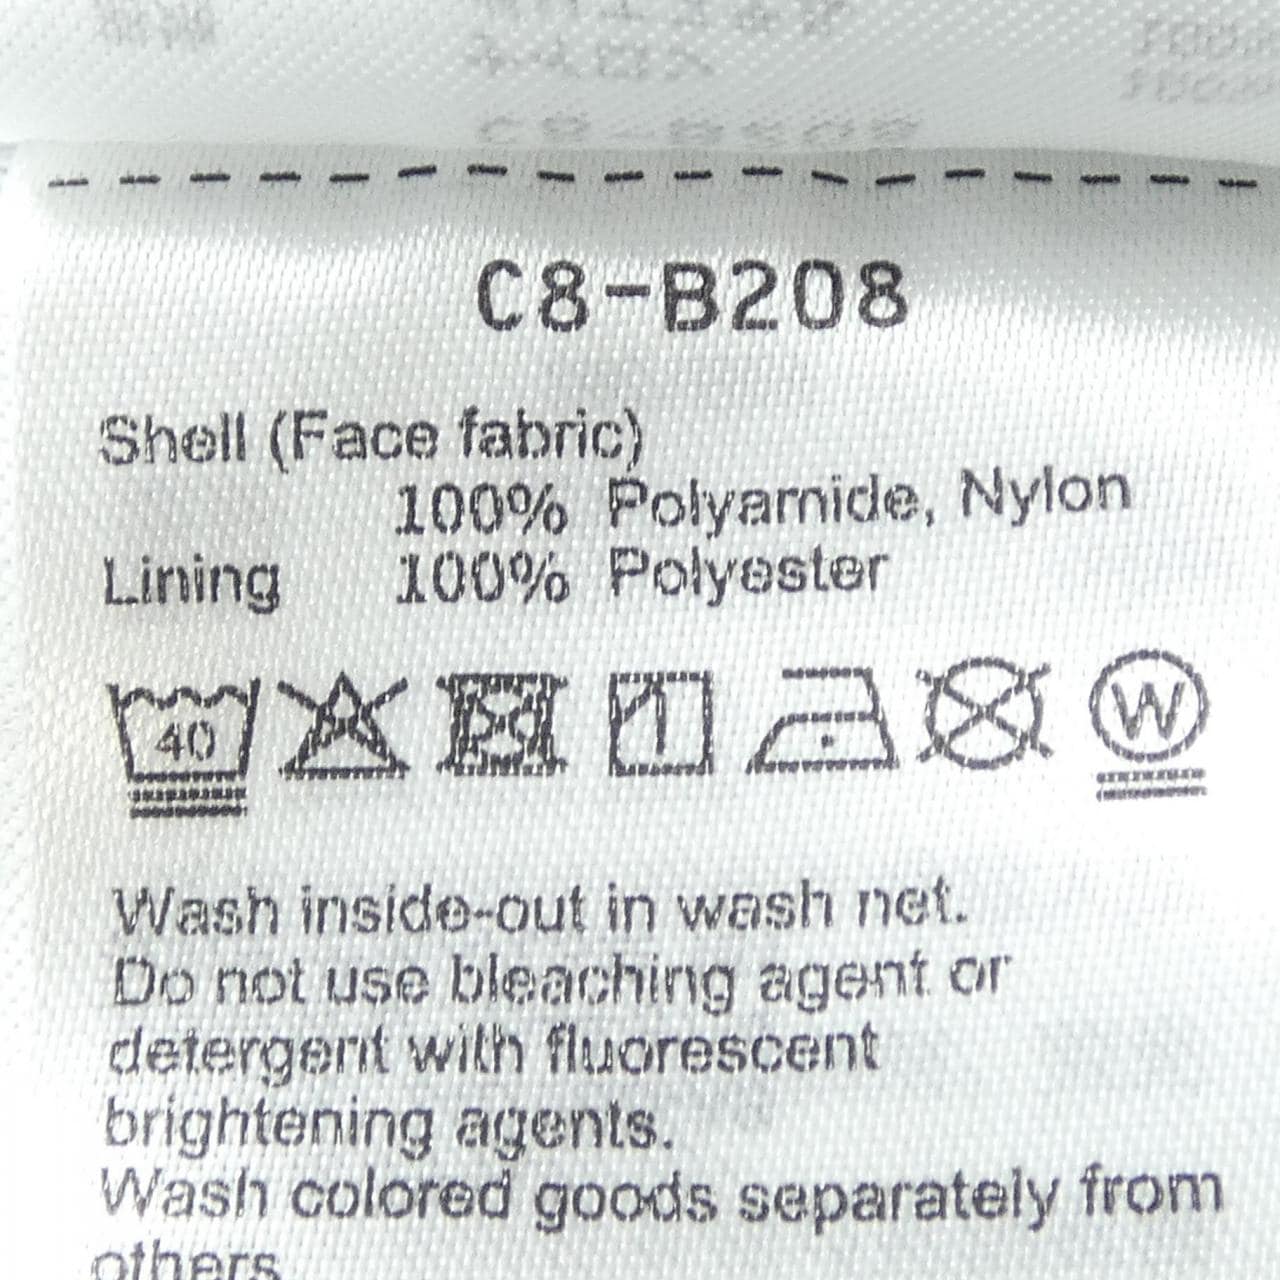 C8-B208
Shell (Face fabric)
100% Polyamide, Nylon
Lining 100% Polyester
40
W
Wash inside-out in wash net.
Do not use bleaching agent or
detergent with fluorescent
brightening agents.
Wash colored goods separately from
others